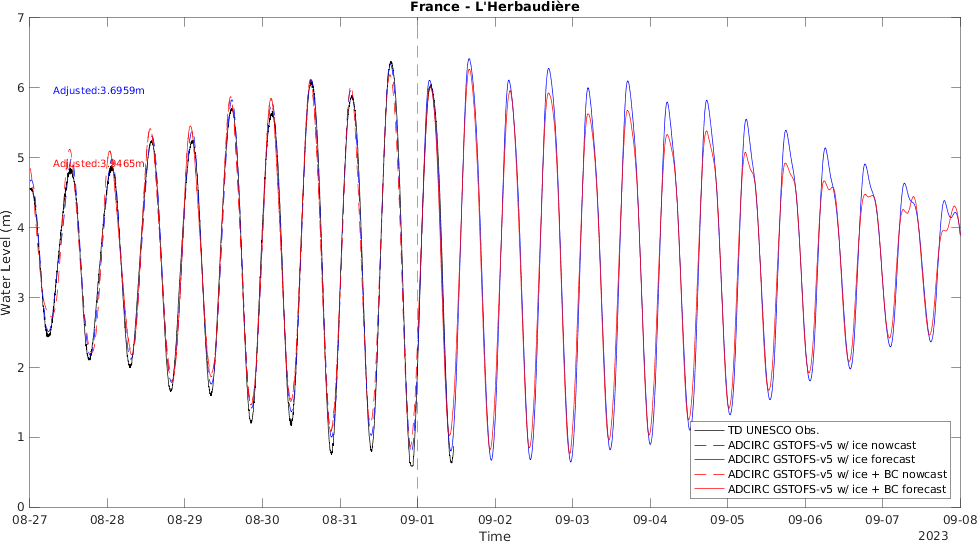 France - L'Herbaudière
7
6
5
4
3
2
1
0
Water Level (m)
Adjusted:3.6959m
Adjusted:3.9465m
TD UNESCO Obs.
ADCIRC GSTOFS-v5 w/ ice nowcast
ADCIRC GSTOFS-v5 w/ ice forecast
ADCIRC GSTOFS-v5 w/ ice + BC nowcast
ADCIRC GSTOFS-v5 w/ ice + BC forecast
08-27 08-28 08-29 08-30 08-31 09-01 09-02 09-03 09-04 09-05 09-06 09-07 09-08
Time
2023